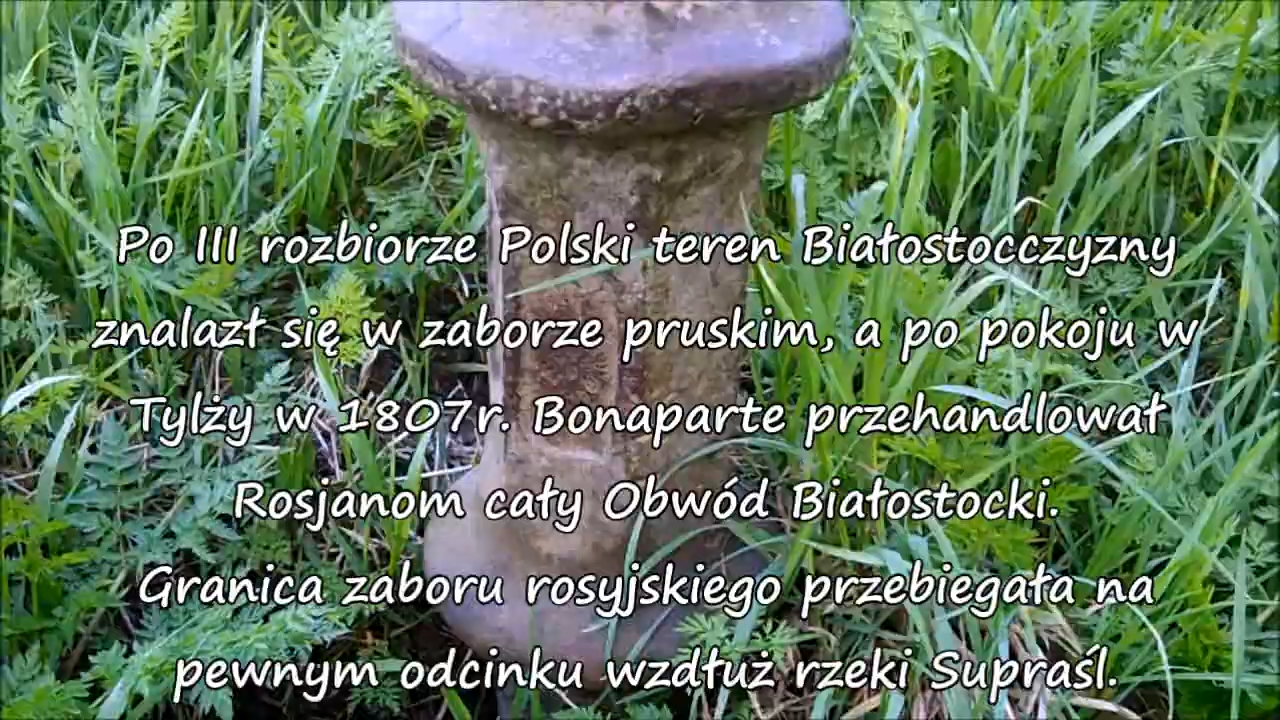 Po III rozbiorze Polski teren Białostocczyzny
znalazł się w zaborze pruskim, a po pokoju w
Tylży w 1807r. Bonaparte przehandlował
Rosjanom cały Obwód Białostocki.
Granica zaboru rosyjskiego przebiegała na
pewnym odcinku wzdłuż rzeki Supraśl.